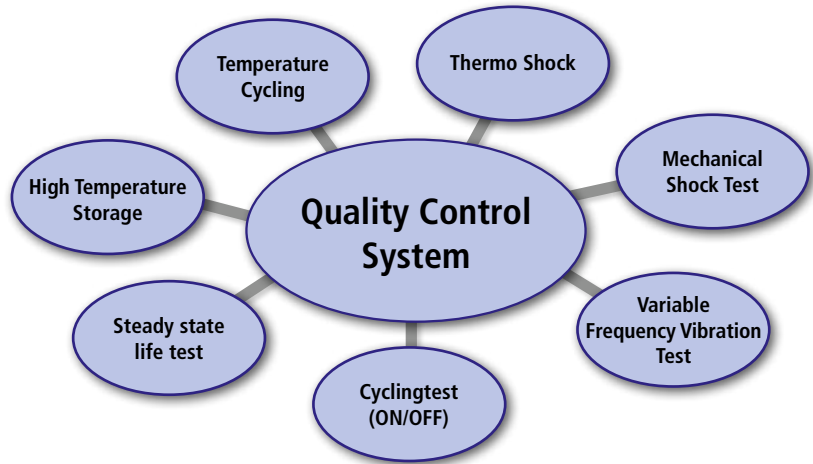 Temperature
Cycling
Thermo Shock
Mechanical
Shock Test
High Temperature
Storage
Quality Control
System
Variable
Frequency Vibration
Test
Steady state
life test
Cyclingtest
(ON/OFF)